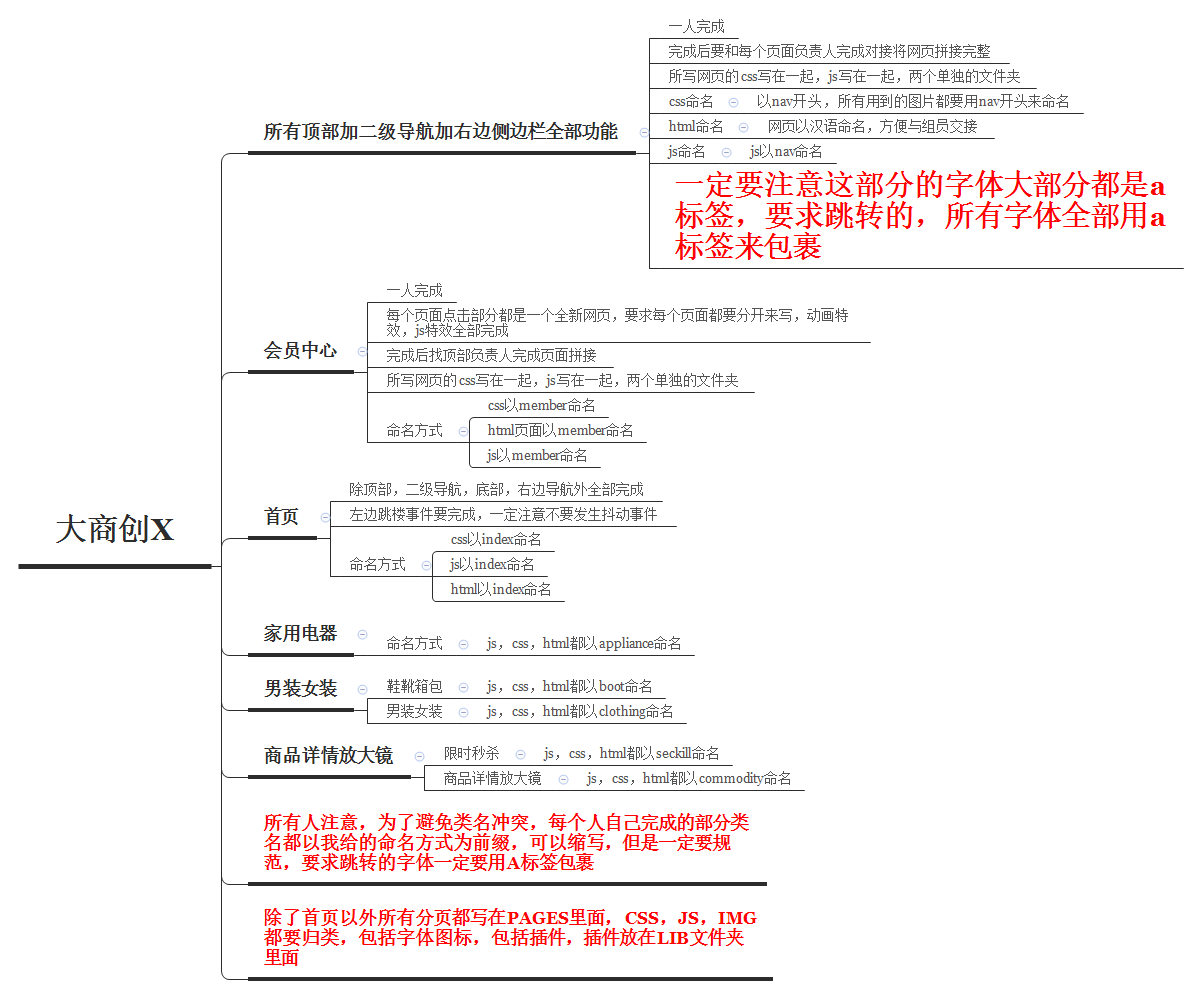 大商创X
所有顶部加二级导航加右边侧边栏全部功能
一人完成
完成后要和每个页面负责人完成对接将网页拼接完整
所写网页的css写在一起，js写在一起，两个单独的文件夹
css命名
以nav开头，所有用到的图片都要用nav开头来命名
html命名
网页以汉语命名，方便与组员交接
js命名
js以nav命名
一定要注意这部分的字体大部分都是a
标签，要求跳转的，所有字体全部用a
标签来包裹
会员中心
一人完成
每个页面点击部分都是一个全新网页，要求每个页面都要分开来写，动画特
效，js特效全部完成
完成后找顶部负责人完成页面拼接
所写网页的css写在一起，js写在一起，两个单独的文件夹
命名方式
css以member命名
html页面以member命名
js以member命名
首页
除顶部，二级导航，底部，右边导航外全部完成
左边跳楼事件要完成，一定注意不要发生抖动事件
命名方式
css以index命名
js以index命名
html以index命名
家用电器
命名方式
js，css，html都以appliance命名
男装女装
鞋靴箱包
js，css，html都以boot命名
男装女装
js，css，html都以clothing命名
商品详情放大镜
限时秒杀
js，css，html都以seckill命名
商品详情放大镜
js，css，html都以commodity命名
所有人注意，为了避免类名冲突，每个人自己完成的部分类
名都以我给的命名方式为前缀，可以缩写，但是一定要规
范，要求跳转的字体一定要用A标签包裹
除了首页以外所有分页都写在PAGES里面，CSS，JS，IMG
都要归类，包括字体图标，包括插件，插件放在LIB文件夹
里面